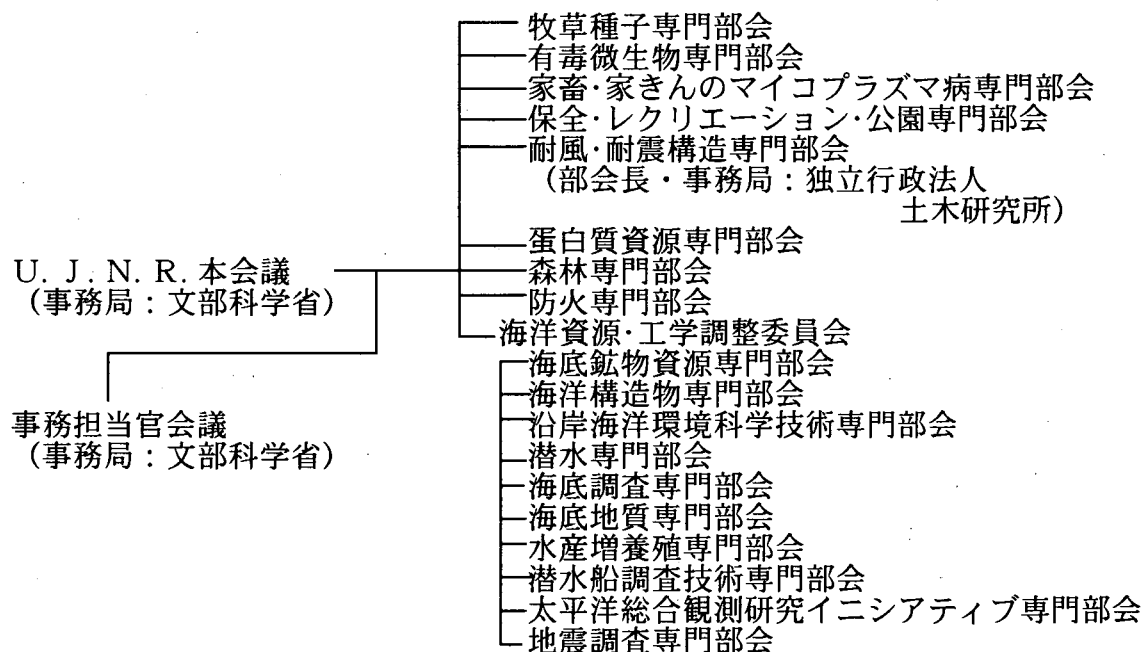 牧草種子専門部会
有毒微生物専門部会
家畜・家きんのマイコプラズマ病専門部会
保全・レクリエーション・公園専門部会
耐風・耐震構造専門部会
（部会長・事務局：独立行政法人
土木研究所）
蛋白質資源専門部会
U. J. N. R. 本会議
（事務局：文部科学省）
森林専門部会
防火専門部会
海洋資源・工学調整委員会
海底鉱物資源専門部会
海洋構造物専門部会
沿岸海洋環境科学技術専門部会
事務担当官会議
（事務局：文部科学省）
潜水専門部会
海底調査専門部会
海底地質専門部会
水産増養殖専門部会
潜水船調査技術専門部会
太平洋総合観測研究イニシアティブ専門部会
地震調査専門部会